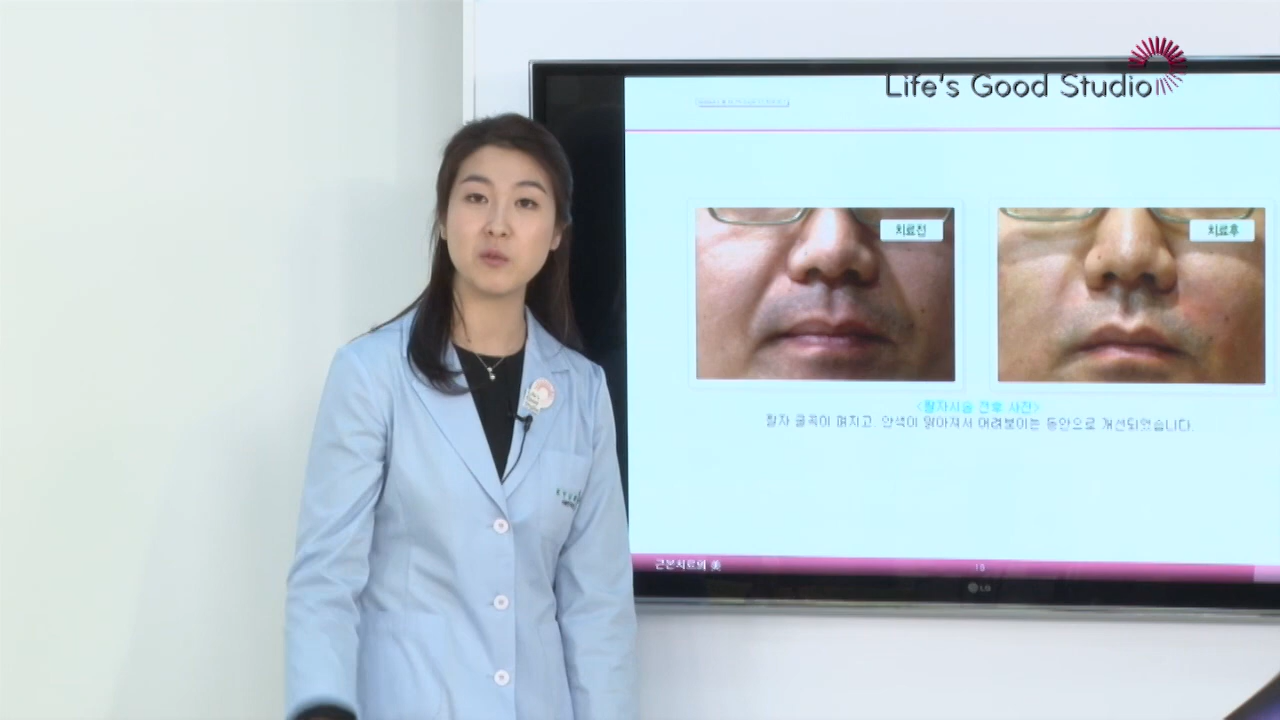 Life's Good Studio
치료전
치료후
<팔자시술 전후 사진>
팔자 굴곡이 펴지고, 안색이 맑아져서 어려보이는 동안으로 개선되었습니다.
근본치료의 美
LG